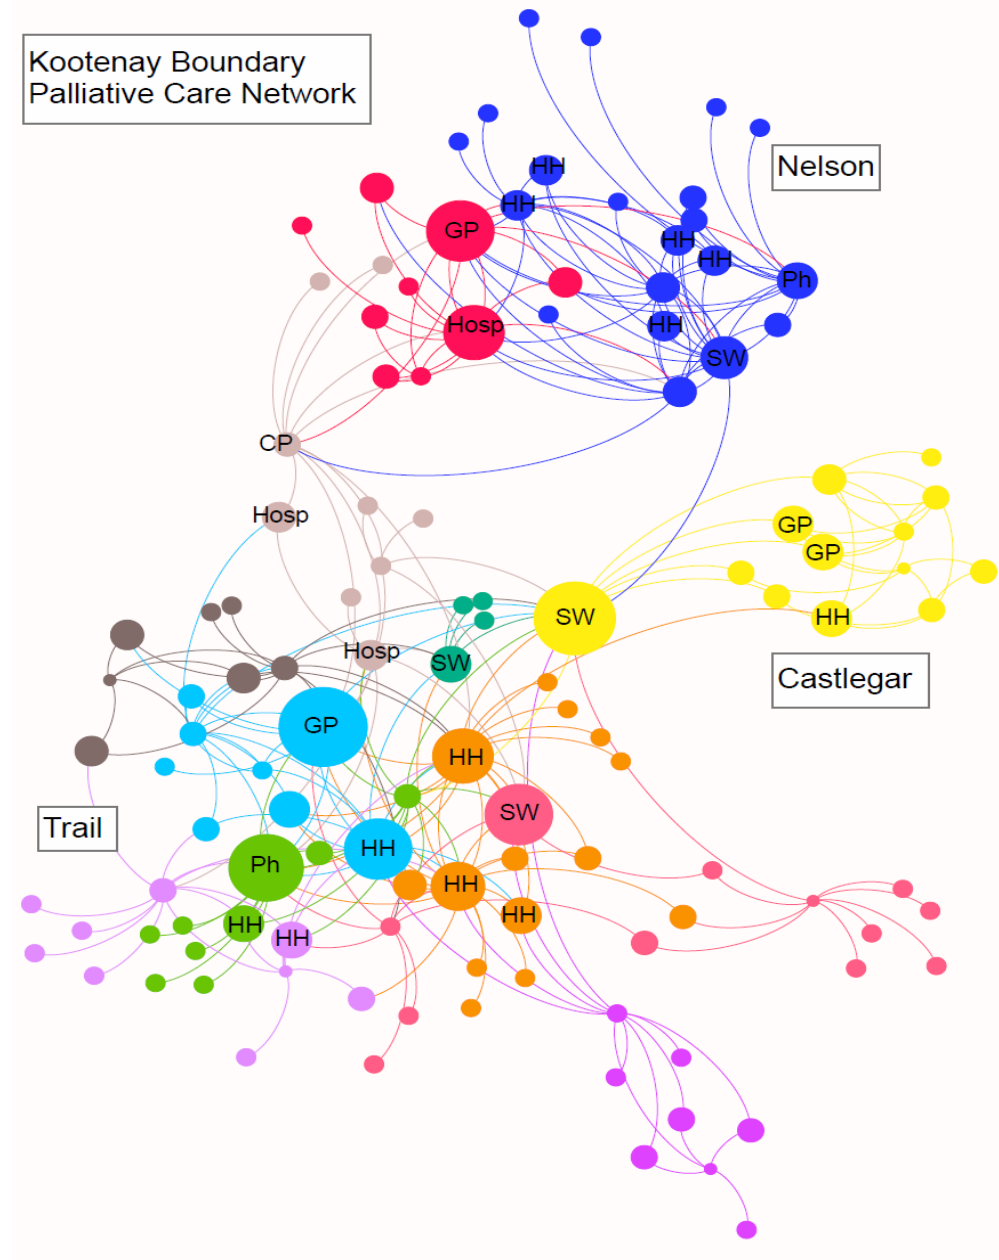 Kootenay Boundary
Palliative Care Network
Nelson
HH
HH
GP
HH
HH
Ph
Hosp
HH
SW
CP
Hosp
GP
GP
SW
HH
Hosp
SW
Castlegar
GP
HH
Trail
SW
HH
Ph
HH
HH
HH
HH